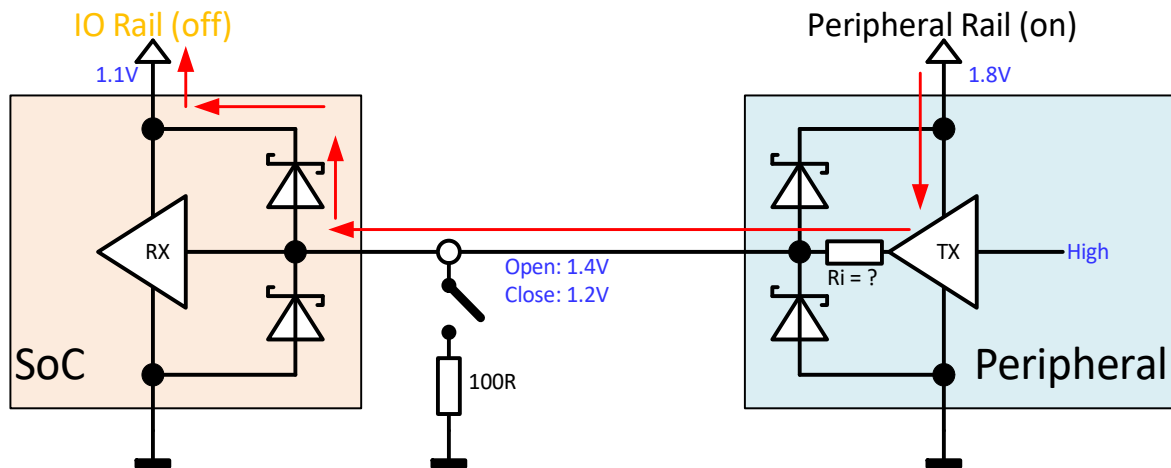 IO Rail (off)
Peripheral Rail (on)
1.1V
1.8V
RX
TX
High
Open: 1.4V
Close: 1.2V
Ri = ?
SoC
100R
Peripheral